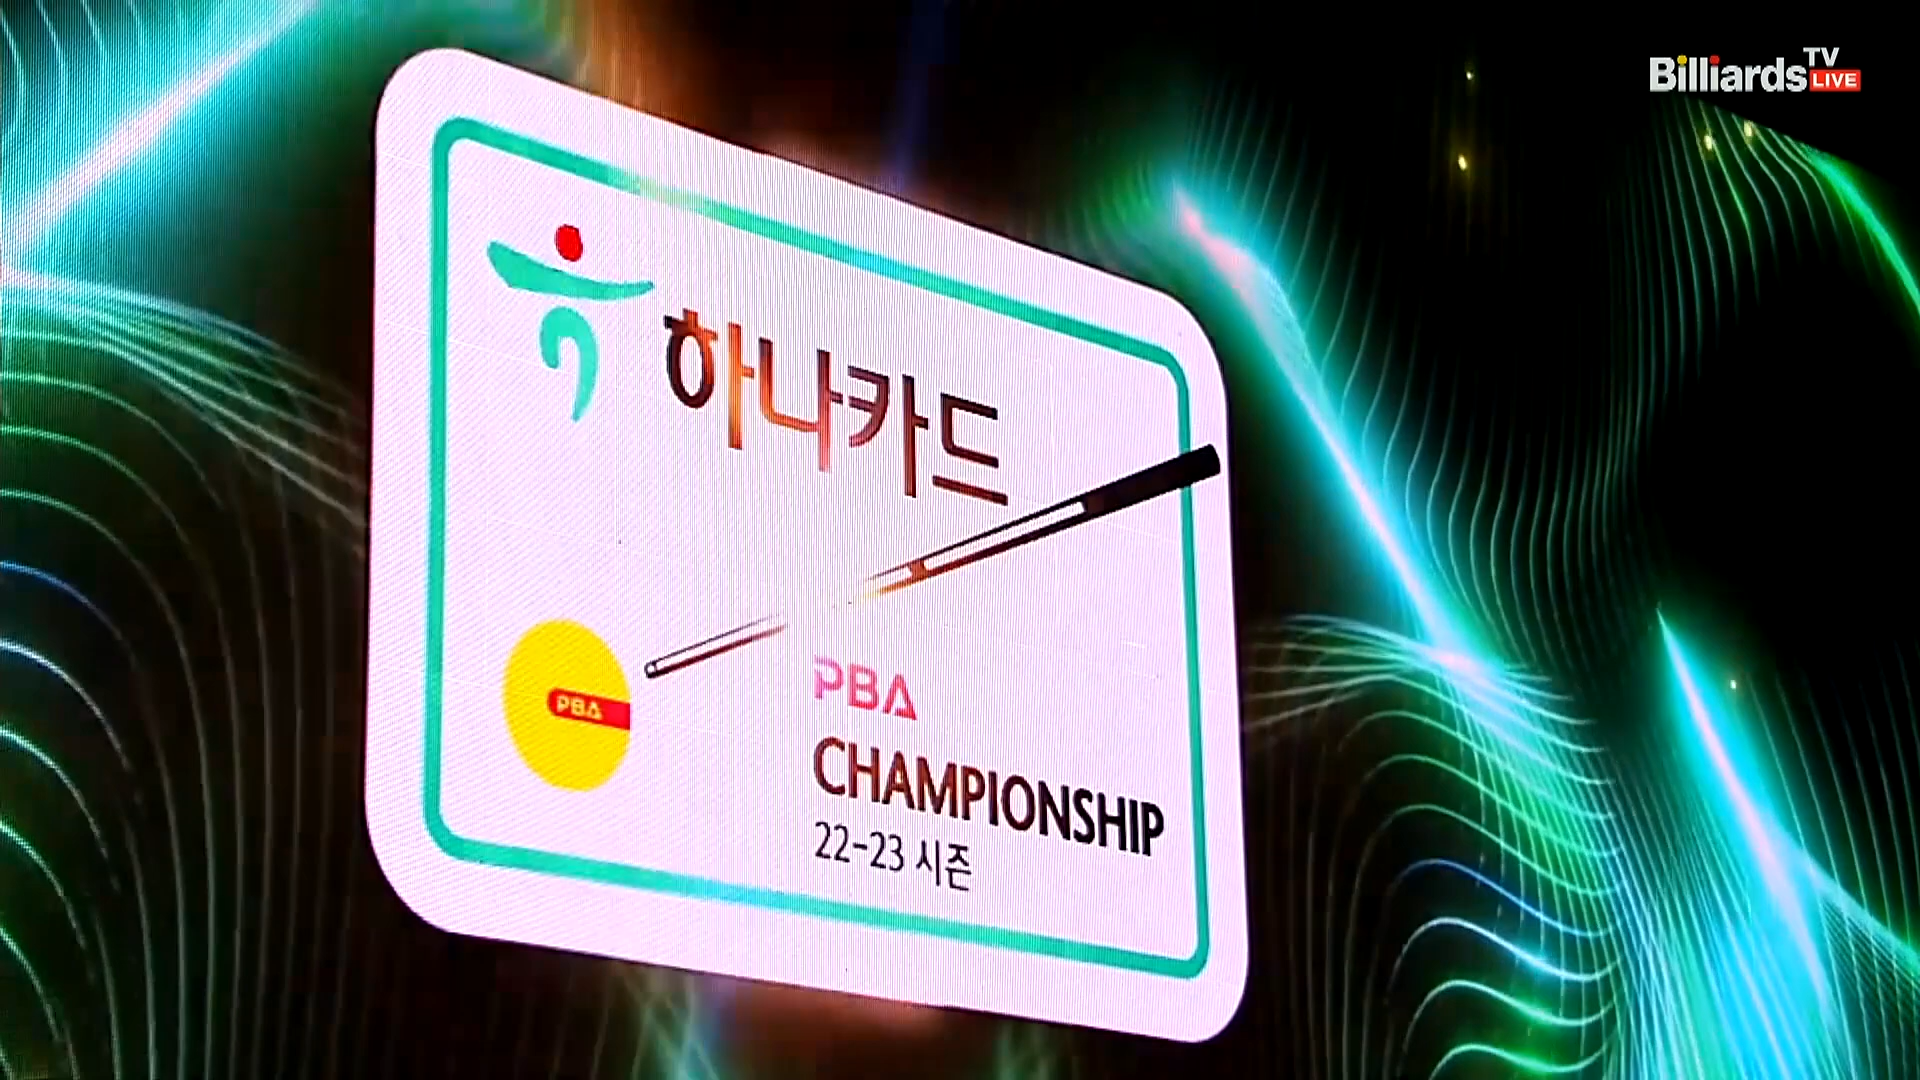 Billiards TV
LIVE
하나카드
PBA
PBA
CHAMPIONSHIP
22-23 시즌